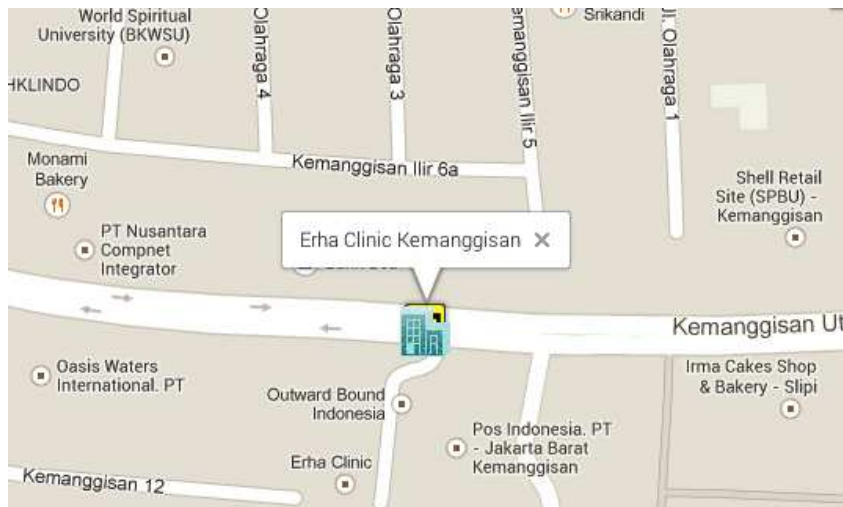 World Spiritual
University (BKWSU)
Olahraga 4
Olahraga 3
emanggisan Ilir 5
Srikandi
Jl. Olahraga 1
HKLINDO
Monami
Bakery
Kemanggisan Ilir 6a
Shell Retail
Site (SPBU) -
Kemanggisan
PT Nusantara
Compnet
Integrator
Erha Clinic Kemanggisan
Kemanggisan Ut
Oasis Waters
International. PT
Irma Cakes Shop
& Bakery - Slipi
Outward Bound
Indonesia
Pos Indonesia. PT
- Jakarta Barat
Kemanggisan
Erha Clinic
Kemanggisan 12